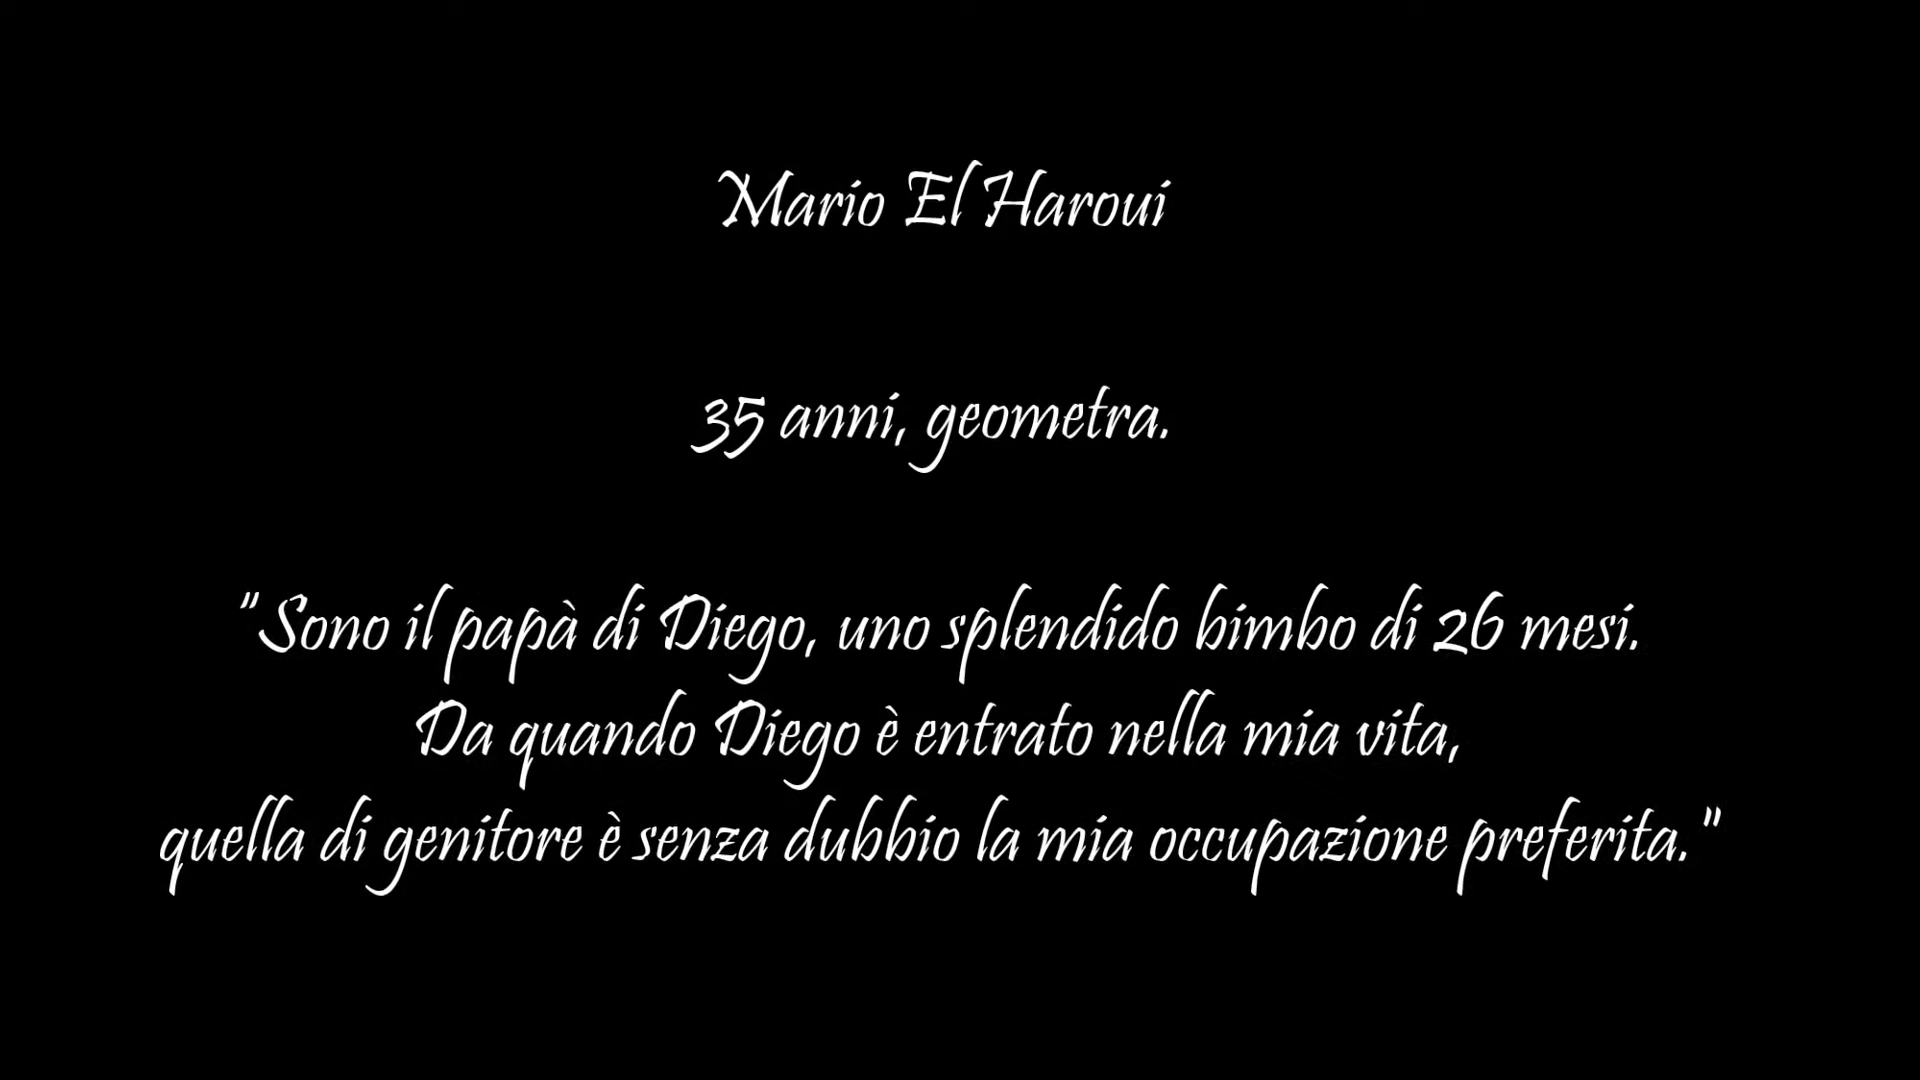 Mario El Haroui
35 anni, geometra.
"Sono il papà di Diego, uno splendido bimbo di 26 mesi.
Da quando Diego è entrato nella mia vita,
quella di genitore è senza dubbio la mia occupazione preferita."